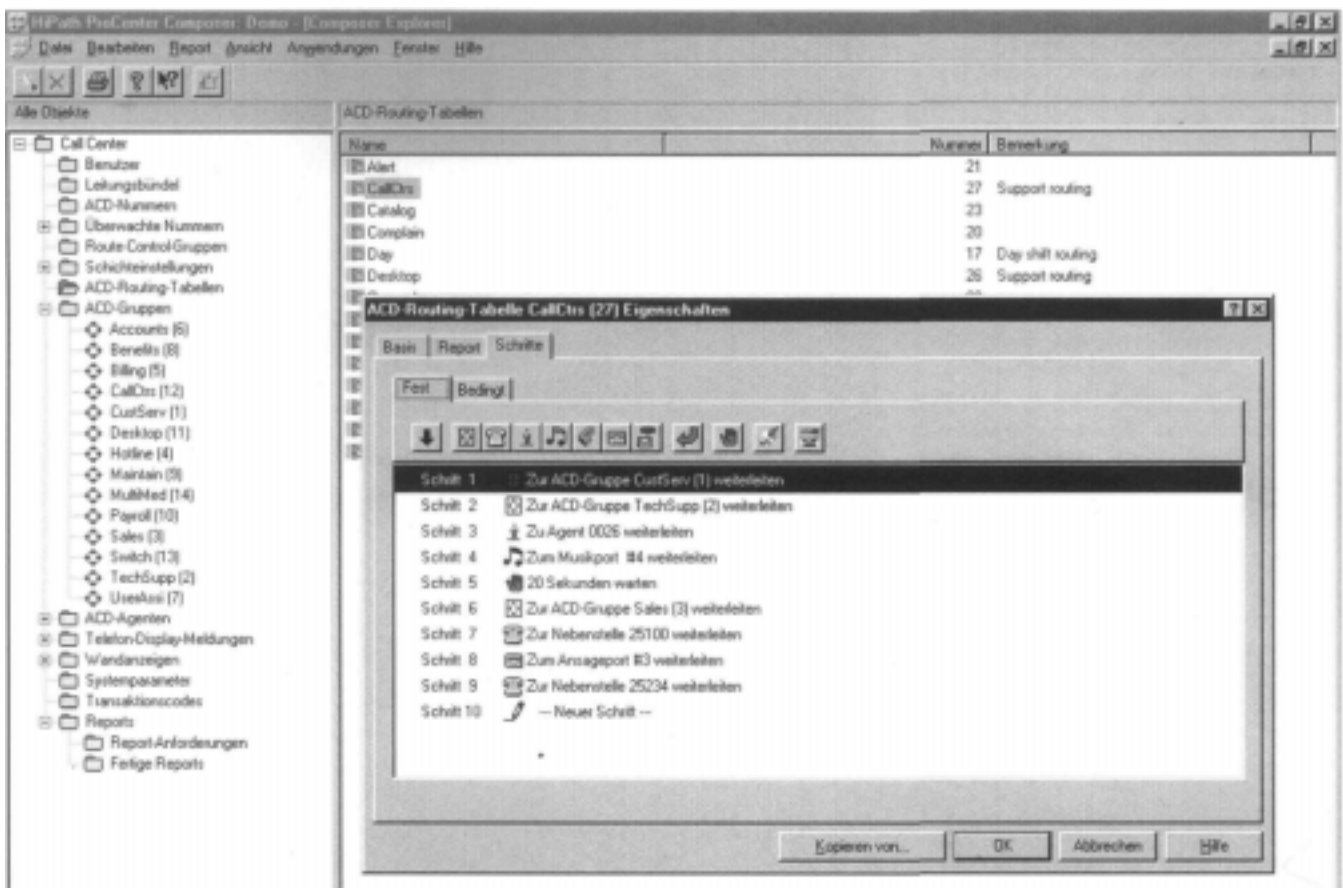 HiPath ProCenter Composer: Demo - [Composer Explorer]
Datei Bearbeiten Report Ansicht Anwendungen Fenster Hilfe
Alle Objekte
ACD-Routing-Tabellen
Call Center
Benutzer
Leitungsbündel
ACD-Nummern
Überwachte Nummern
Route-Control-Gruppen
Schichteinstellungen
ACD-Routing-Tabellen
ACD-Gruppen
Accounts (6)
Benefits (8)
Billing (5)
CallCtrs (12)
CustServ (1)
Desktop (11)
Hotline (4)
Maintain (9)
MultiMed (14)
Payroll (10)
Sales (3)
Switch (13)
TechSupp (2)
UserAssi (7)
ACD-Agenten
Telefon-Display-Meldungen
Wandanzeigen
Systemparameter
Transaktionscodes
Reports
Report-Anforderungen
Fertige Reports
Name Nummer Bemerkung
Alert 21
CallCtrs 27 Support routing
Catalog 23
Complain 20
Day 17 Day shift routing
Desktop 26 Support routing
ACD-Routing-Tabelle CallCtrs (27) Eigenschaften
Basis Report Schritte
Fest Bedingt
Schritt 1 Zur ACD-Gruppe CustServ (1) weiterleiten
Schritt 2 Zur ACD-Gruppe TechSupp (2) weiterleiten
Schritt 3 Zu Agent 0026 weiterleiten
Schritt 4 Zum Musikport #4 weiterleiten
Schritt 5 20 Sekunden warten
Schritt 6 Zur ACD-Gruppe Sales (3) weiterleiten
Schritt 7 Zur Nebenstelle 25100 weiterleiten
Schritt 8 Zum Ansageport #3 weiterleiten
Schritt 9 Zur Nebenstelle 25234 weiterleiten
Schritt 10 -- Neuer Schritt --
Kopieren von... OK Abbrechen Hilfe